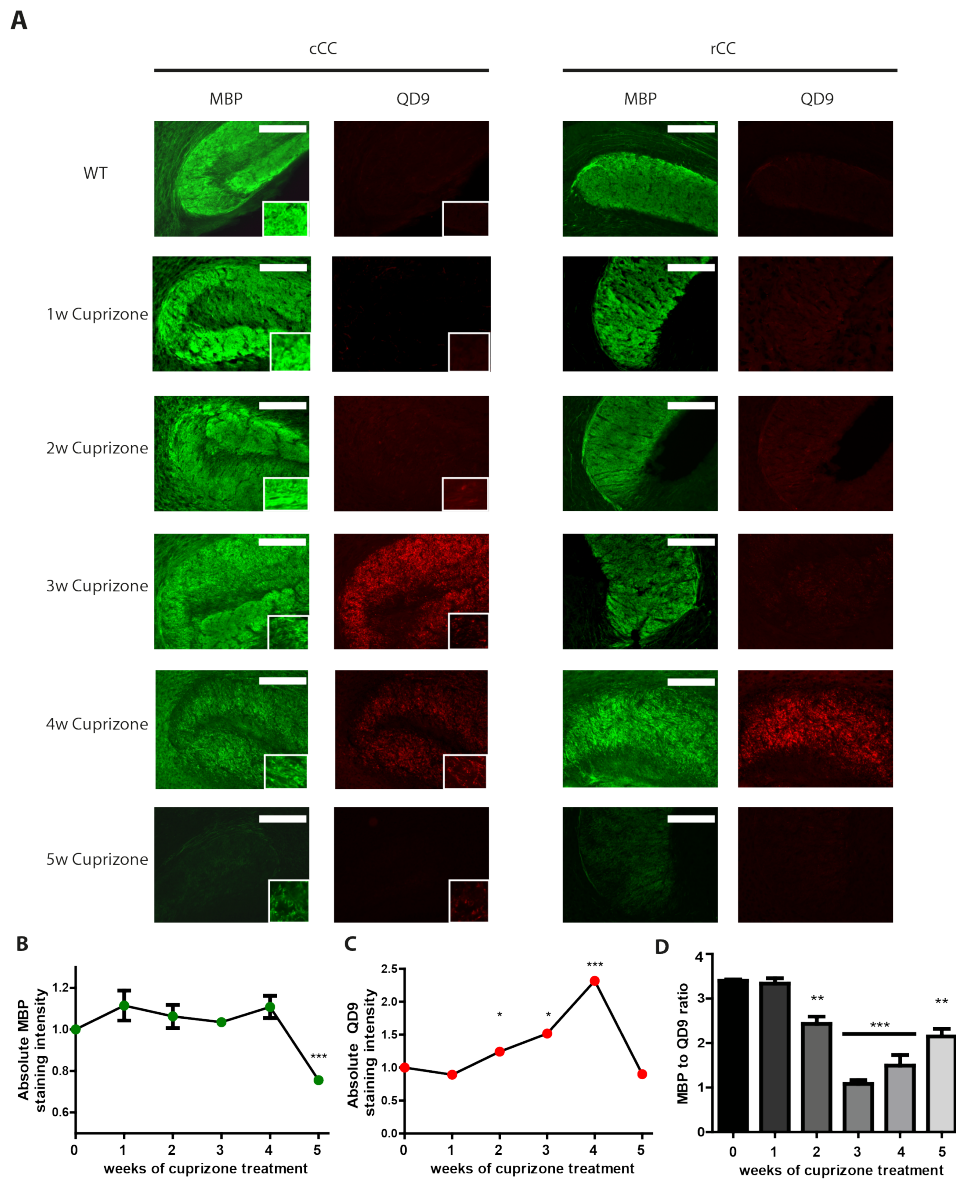 A
cCC rCC
MBP QD9 MBP QD9
WT
1w Cuprizone
2w Cuprizone
3w Cuprizone
4w Cuprizone
5w Cuprizone
B
Absolute MBP
staining intensity
1.2
1.0
0.8
0.6
***
0 1 2 3 4 5
weeks of cuprizone treatment
C
Absolute QD9
staining intensity
2.5
2.0
1.5
1.0
0.5
0.0
* * ***
0 1 2 3 4 5
weeks of cuprizone treatment
D
MBP to QD9 ratio
4
3
2
1
0
** *** **
0 1 2 3 4 5
weeks of cuprizone treatment